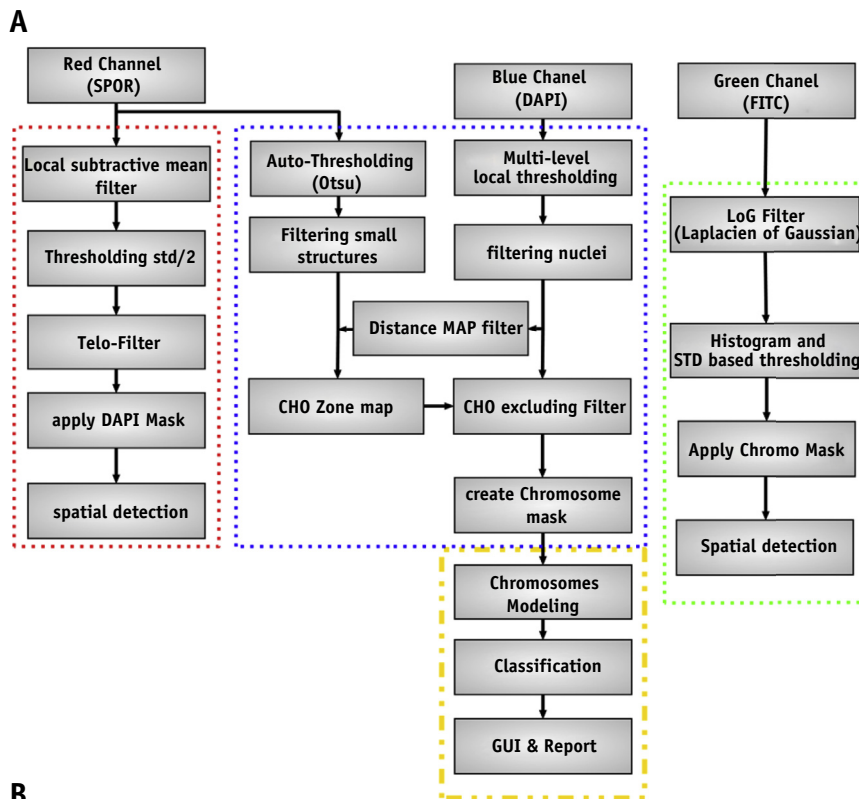 A
Red Channel
(SPOR)
Blue Chanel
(DAPI)
Green Chanel
(FITC)
Local subtractive mean
filter
Thresholding std/2
Telo-Filter
apply DAPI Mask
spatial detection
Auto-Thresholding
(Otsu)
Filtering small
structures
Multi-level
local thresholding
filtering nuclei
Distance MAP filter
CHO Zone map
CHO excluding Filter
create Chromosome
mask
Chromosomes
Modeling
Classification
GUI & Report
LoG Filter
(Laplacien of Gaussian)
Histogram and
STD based thresholding
Apply Chromo Mask
Spatial detection
B